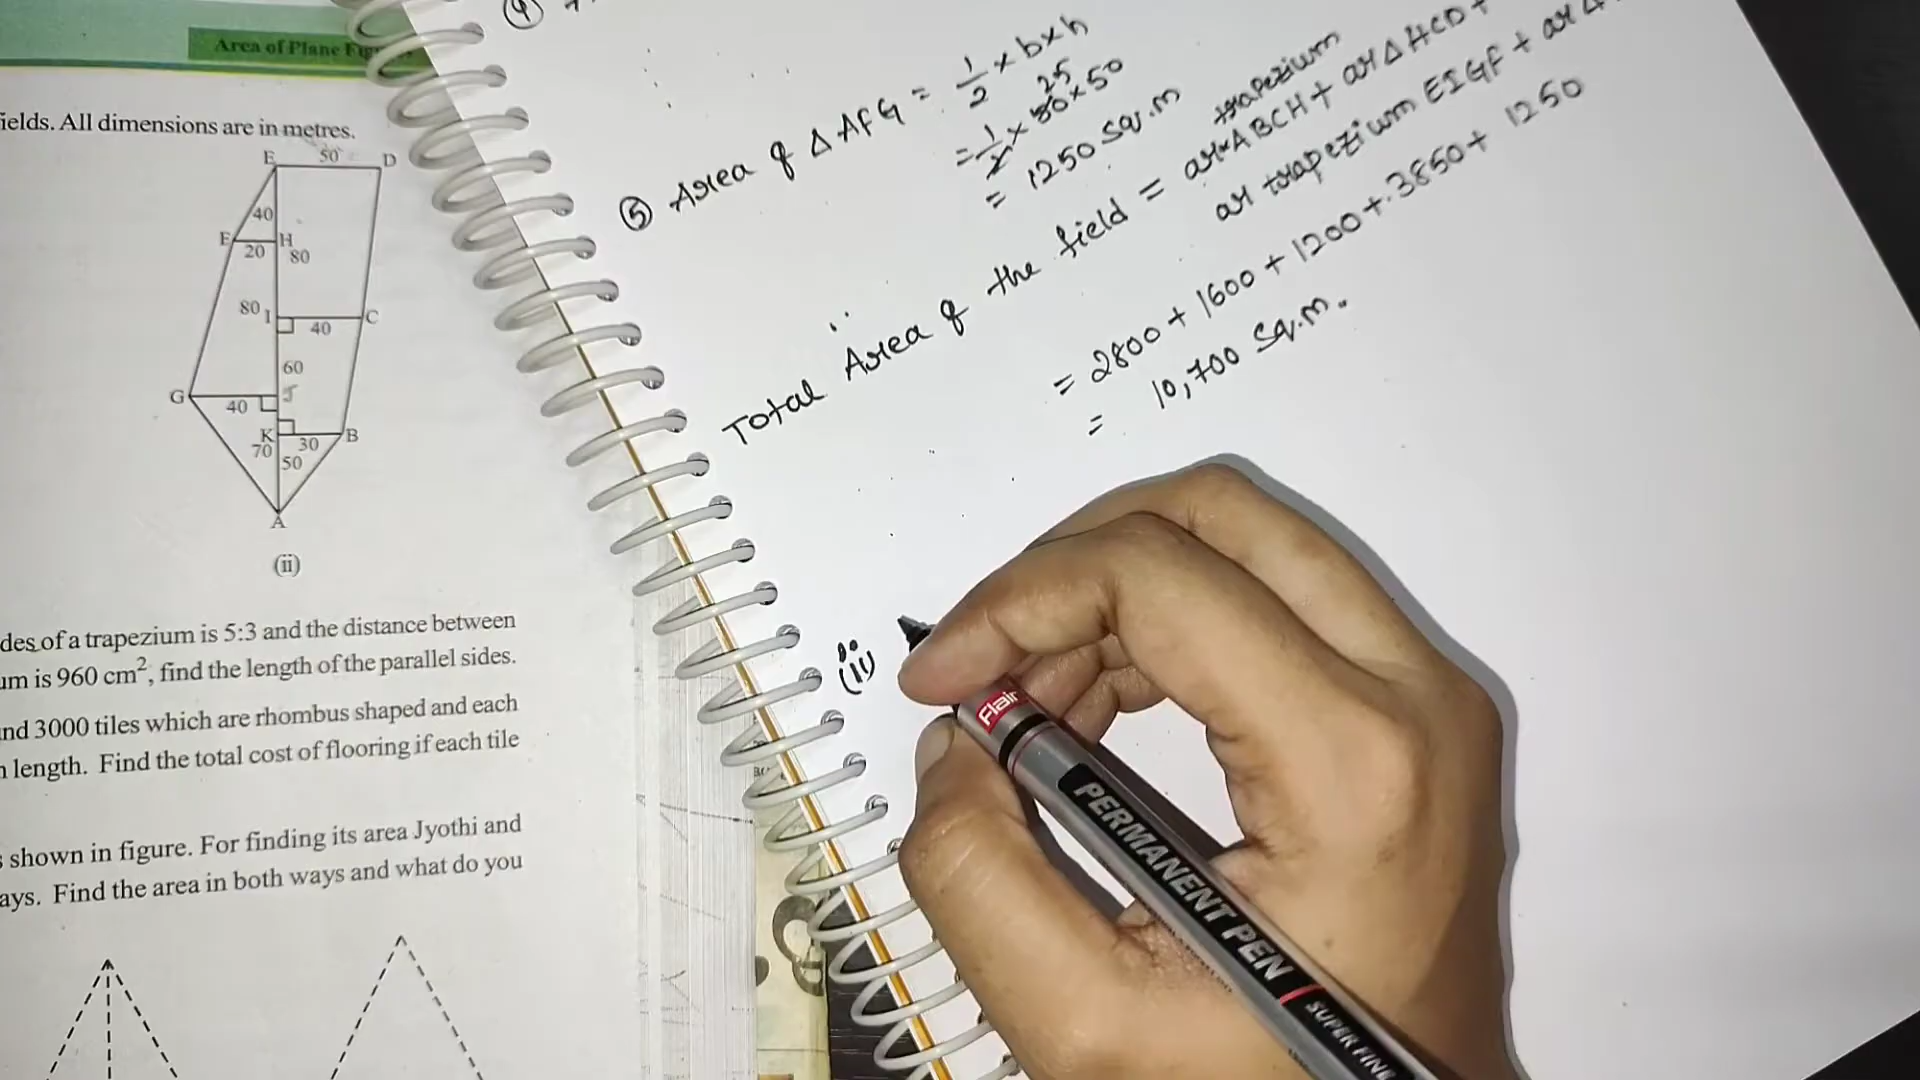 Area of Plane
ields. All dimensions are in metres.
E 50 D
40
F H
20 80
80 I C
40
60
G J
40
K B
70 30
50
A
(ii)
des of a trapezium is 5:3 and the distance between
um is 960 cm², find the length of the parallel sides.
nd 3000 tiles which are rhombus shaped and each
length. Find the total cost of flooring if each tile
shown in figure. For finding its area Jyothi and
ays. Find the area in both ways and what do you
⑤ Area of Δ AFG = 1/2 × b × h
25
= 1/2 × 50 × 50
= 1250 sq.m
trapezium
∴ Total Area of the field = ar ABCH + ar Δ HCD +
ar trapezium EIGF + ar Δ
= 2800 + 1600 + 1200 + 3850 + 1250
= 10,700 sq.m.
(ii)
Flair
PERMANENT PEN
SUPER FINE